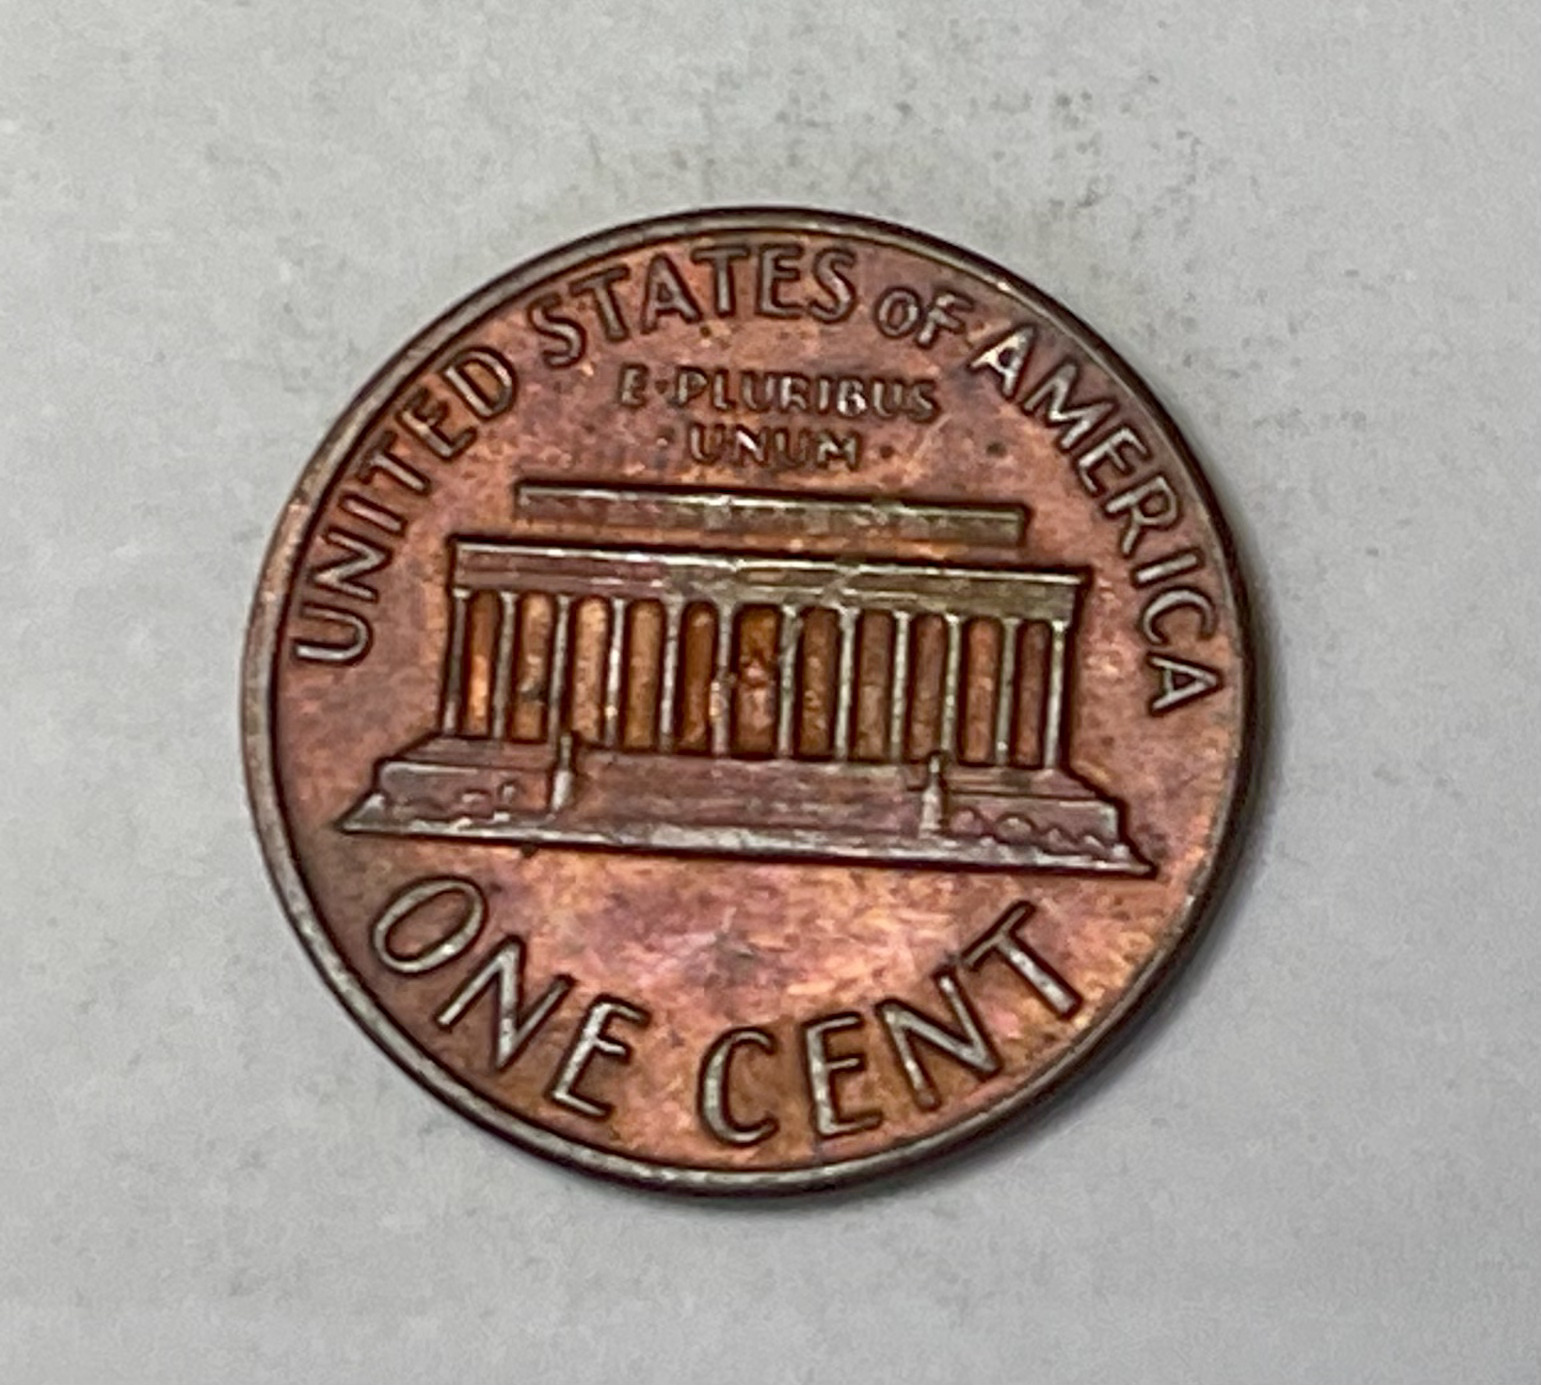 UNITED STATES OF AMERICA
E·PLURIBUS
·UNUM·
ONE CENT